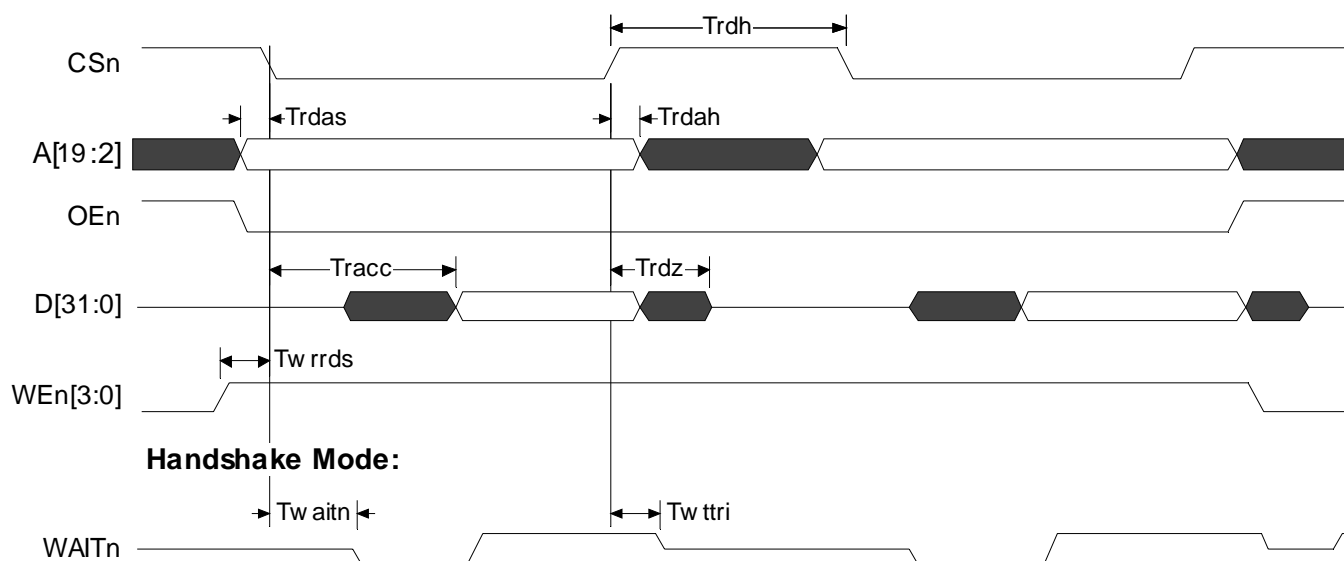 Trdh
CSn
Trdas
Trdah
A[19:2]
OEn
Tracc
Trdz
D[31:0]
Tw rrds
WEn[3:0]
Handshake Mode:
Tw aitn
Tw ttri
WAITn